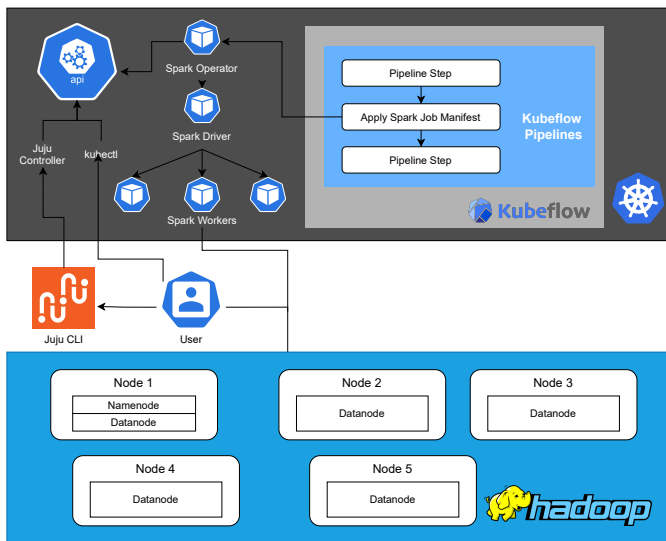 api
Spark Operator
Pipeline Step
Apply Spark Job Manifest
Pipeline Step
Kubeflow
Pipelines
Spark Driver
Juju
Controller
kubectl
Spark Workers
Kubeflow
Juju CLI
User
Node 1
Namenode
Datanode
Node 2
Datanode
Node 3
Datanode
Node 4
Datanode
Node 5
Datanode
hadoop